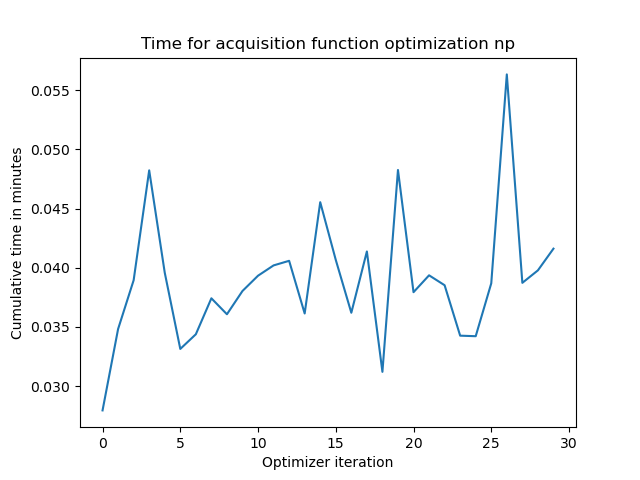 Time for acquisition function optimization np
0.055
0.050
0.045
0.040
0.035
0.030
Cumulative time in minutes
0 5 10 15 20 25 30
Optimizer iteration